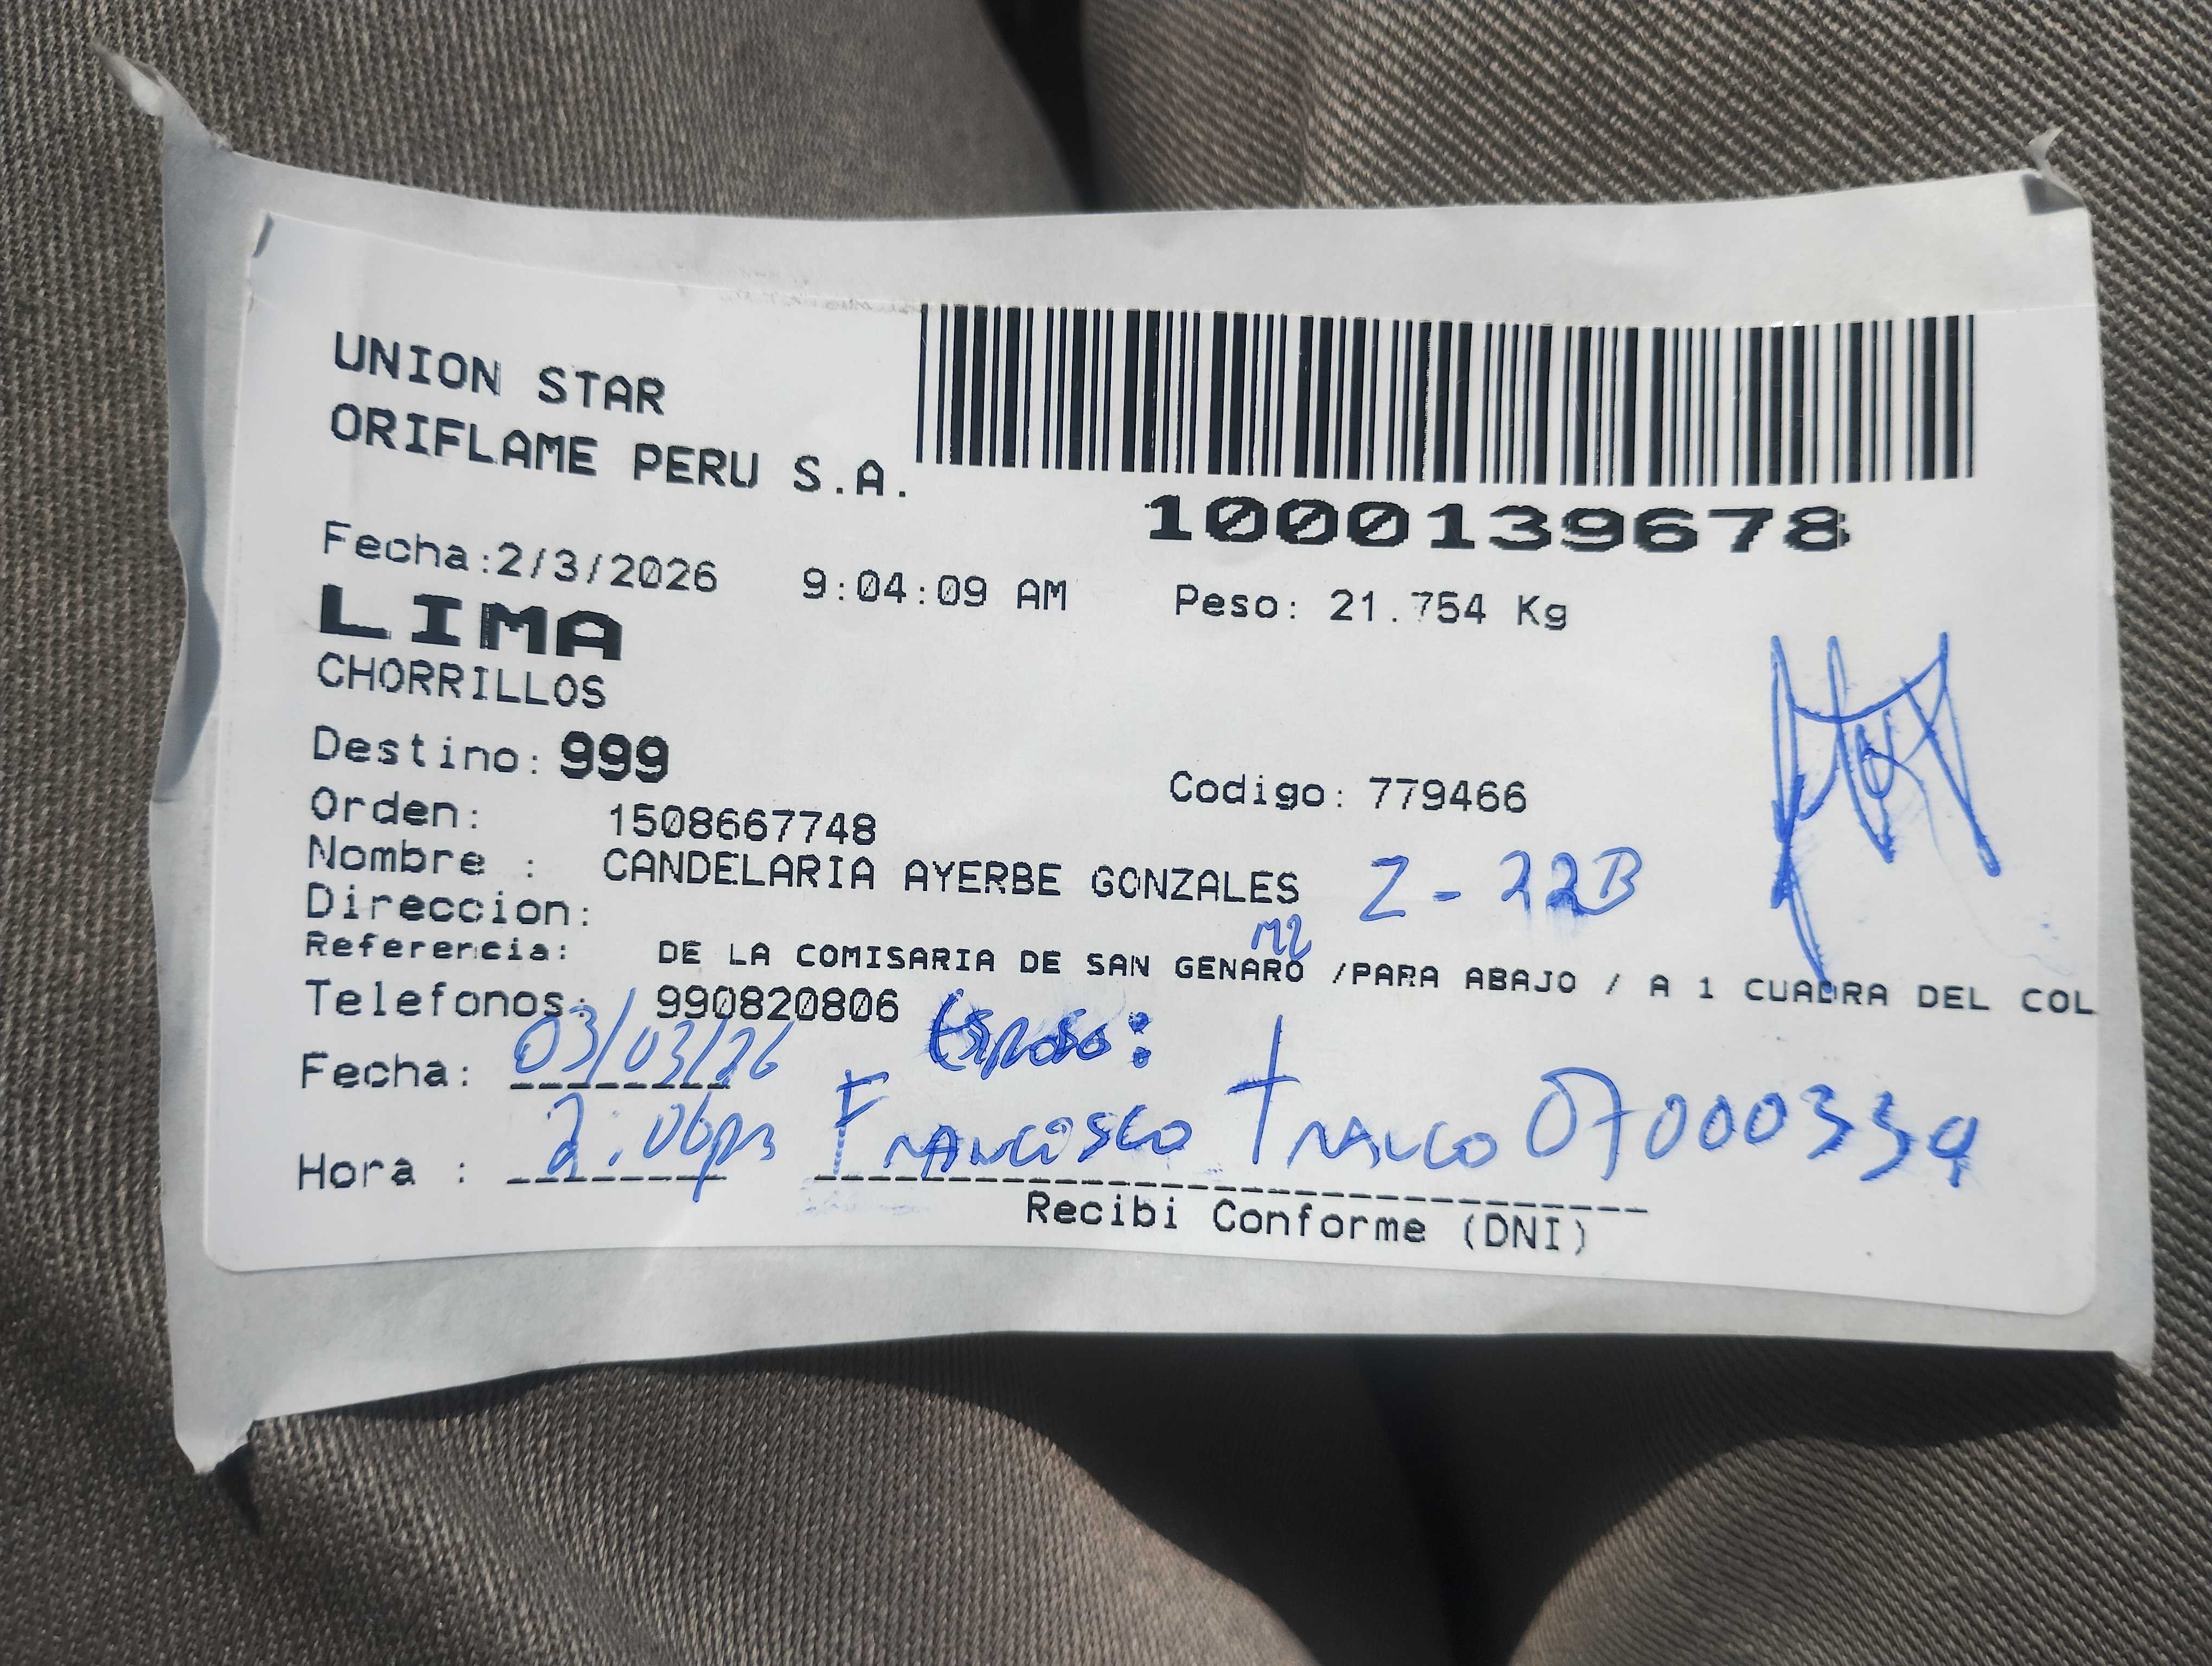 UNION STAR
ORIFLAME PERU S.A.
1000139678
Fecha:2/3/2026 9:04:09 AM Peso: 21.754 Kg
LIMA
CHORRILLOS
Destino: 999
Codigo: 779466
Orden: 1508667748
Nombre : CANDELARIA AYERBE GONZALES Z - 22B
Direccion:
Mz
Referencia: DE LA COMISARIA DE SAN GENARO /PARA ABAJO / A 1 CUADRA DEL COL
Telefonos: 990820806 Esposo:
Fecha: 03/03/26
Hora : 2:06pm Francisco 07000339
Recibi Conforme (DNI)